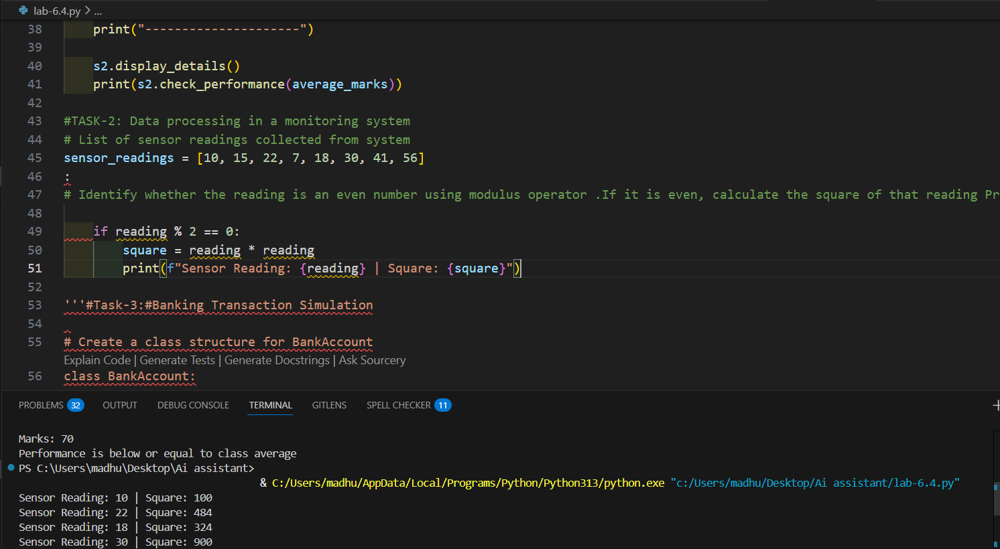 lab-6.4.py > ...
38     print("---------------------")
39
40     s2.display_details()
41     print(s2.check_performance(average_marks))
42
43 #TASK-2: Data processing in a monitoring system
44 # List of sensor readings collected from system
45 sensor_readings = [10, 15, 22, 7, 18, 30, 41, 56]
46 :
47 # Identify whether the reading is an even number using modulus operator .If it is even, calculate the square of that reading Pr
48
49     if reading % 2 == 0:
50         square = reading * reading
51         print(f"Sensor Reading: {reading} | Square: {square}")
52
53 '''#Task-3:#Banking Transaction Simulation
54
55 # Create a class structure for BankAccount
Explain Code | Generate Tests | Generate Docstrings | Ask Sourcery
56 class BankAccount:
PROBLEMS 32 OUTPUT DEBUG CONSOLE TERMINAL GITLENS SPELL CHECKER 11
Marks: 70
Performance is below or equal to class average
PS C:\Users\madhu\Desktop\Ai assistant>
& C:/Users/madhu/AppData/Local/Programs/Python/Python313/python.exe "c:/Users/madhu/Desktop/Ai assistant/lab-6.4.py"
Sensor Reading: 10 | Square: 100
Sensor Reading: 22 | Square: 484
Sensor Reading: 18 | Square: 324
Sensor Reading: 30 | Square: 900